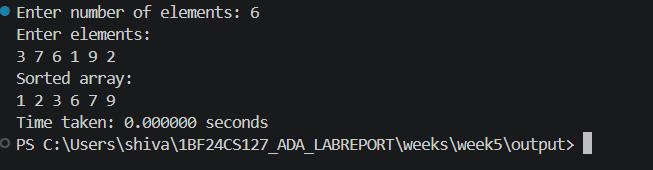 Enter number of elements: 6
Enter elements:
3 7 6 1 9 2
Sorted array:
1 2 3 6 7 9
Time taken: 0.000000 seconds
PS C:\Users\shiva\1BF24CS127_ADA_LABREPORT\weeks\week5\output>